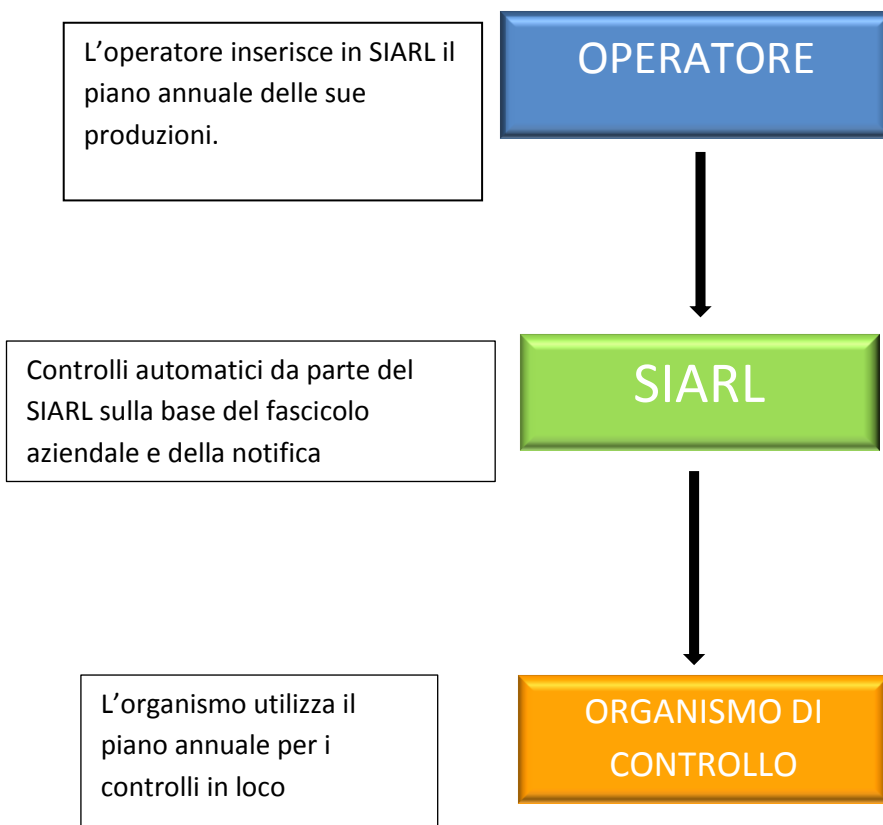 L’operatore inserisce in SIARL il
piano annuale delle sue
produzioni.
OPERATORE
Controlli automatici da parte del
SIARL sulla base del fascicolo
aziendale e della notifica
SIARL
L’organismo utilizza il
piano annuale per i
controlli in loco
ORGANISMO DI
CONTROLLO